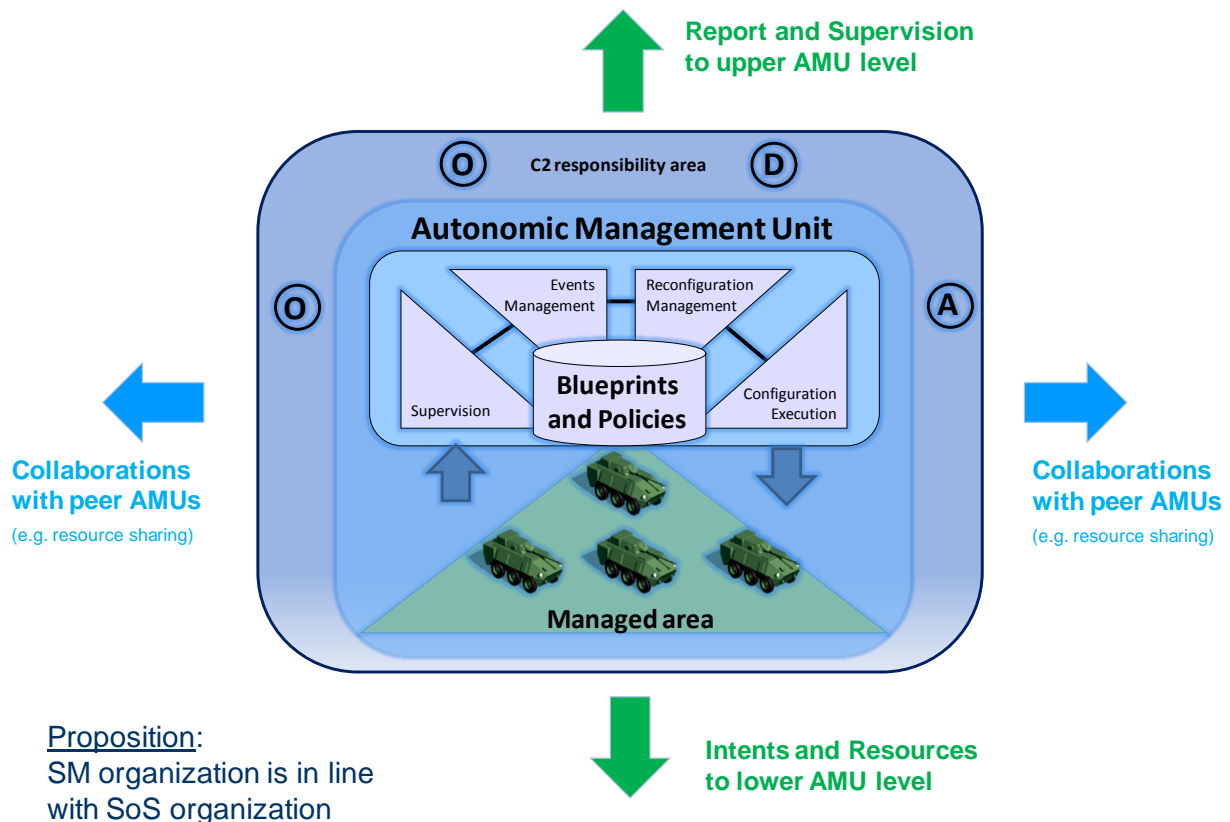 Report and Supervision
to upper AMU level
O
C2 responsibility area
D
Autonomic Management Unit
O
Events
Management
Reconfiguration
Management
A
Supervision
Blueprints
and Policies
Configuration
Execution
Collaborations
with peer AMUs
(e.g. resource sharing)
Collaborations
with peer AMUs
(e.g. resource sharing)
Managed area
Proposition:
SM organization is in line
with SoS organization
Intents and Resources
to lower AMU level